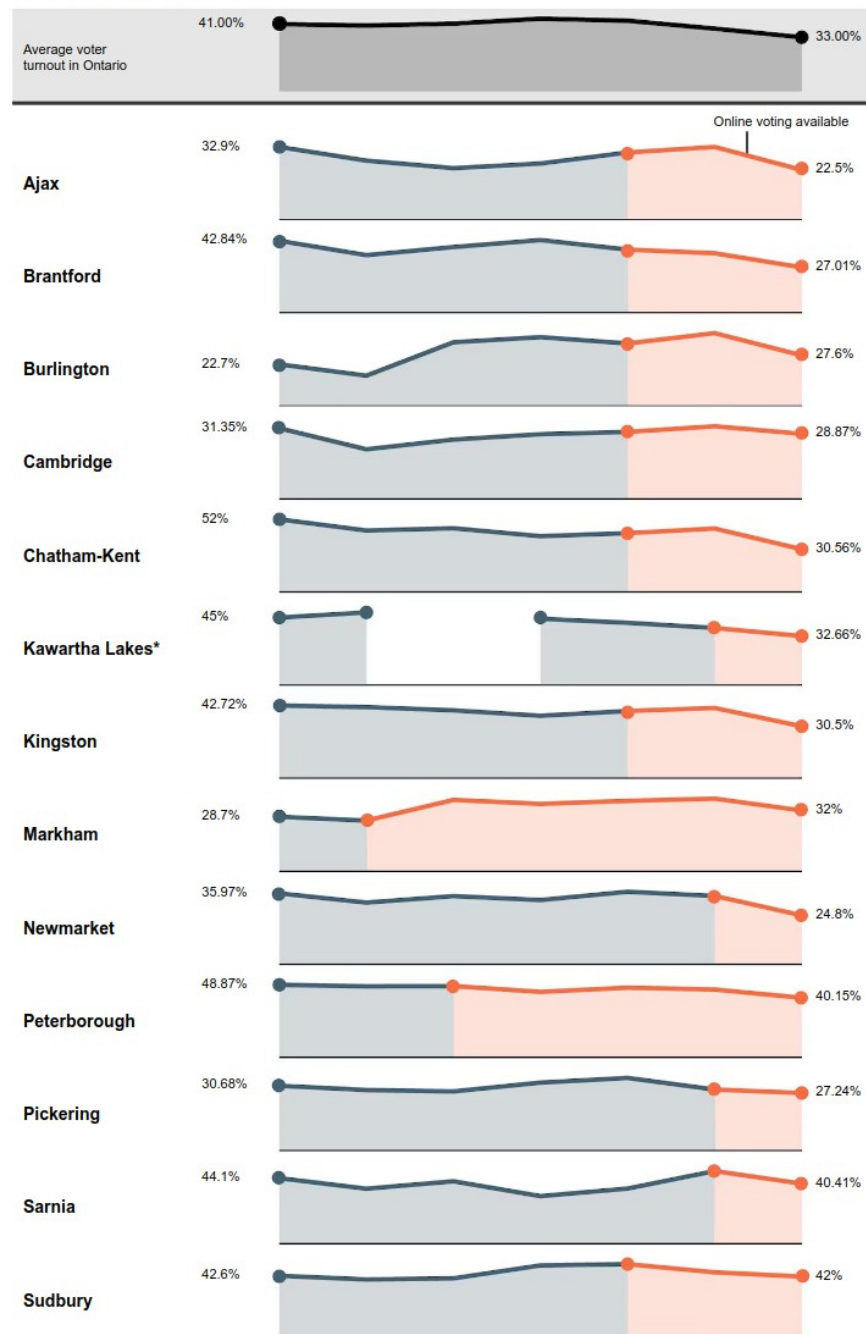 41.00%
Average voter
turnout in Ontario
33.00%
Online voting available
32.9%
Ajax
22.5%
42.84%
Brantford
27.01%
22.7%
Burlington
27.6%
31.35%
Cambridge
28.87%
52%
Chatham-Kent
30.56%
45%
Kawartha Lakes*
32.66%
42.72%
Kingston
30.5%
28.7%
Markham
32%
35.97%
Newmarket
24.8%
48.87%
Peterborough
40.15%
30.68%
Pickering
27.24%
44.1%
Sarnia
40.41%
42.6%
Sudbury
42%